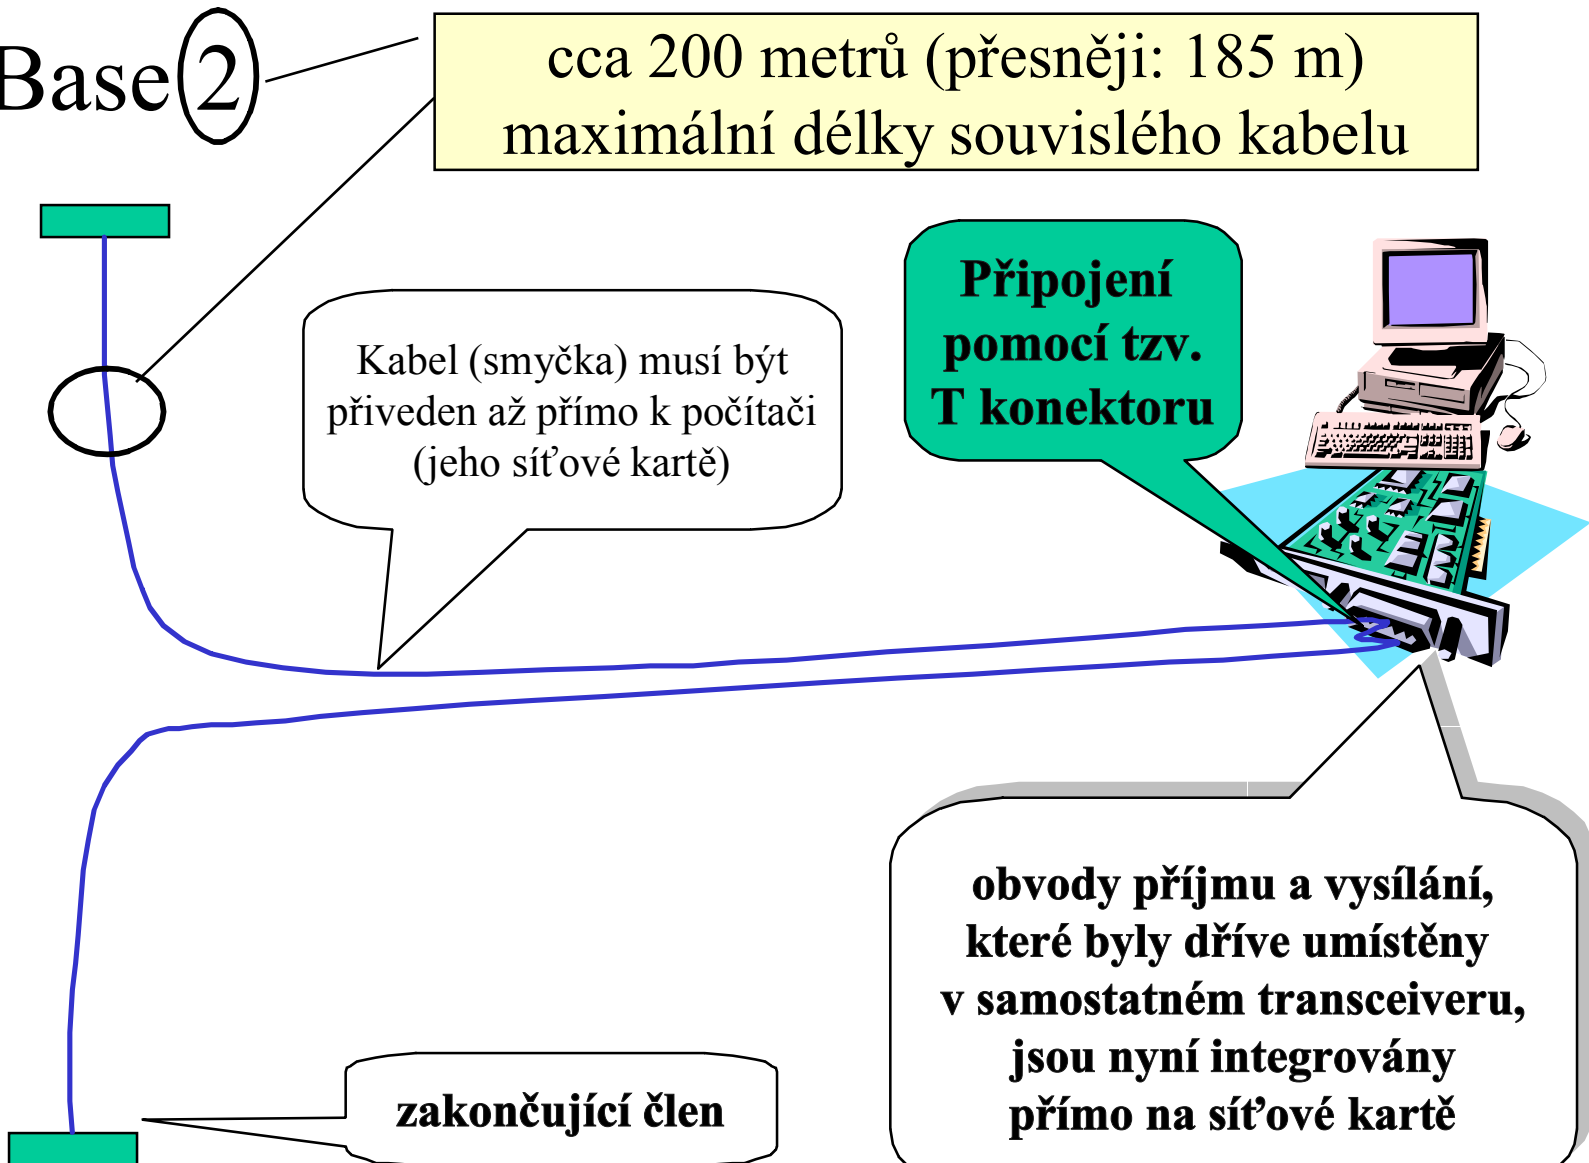 Base2
cca 200 metrů (přesněji: 185 m)
maximální délky souvislého kabelu
Kabel (smyčka) musí být
přiveden až přímo k počítači
(jeho síťové kartě)
Připojení
pomocí tzv.
T konektoru
obvody příjmu a vysílání,
které byly dříve umístěny
v samostatném transceiveru,
jsou nyní integrovány
přímo na síťové kartě
zakončující člen